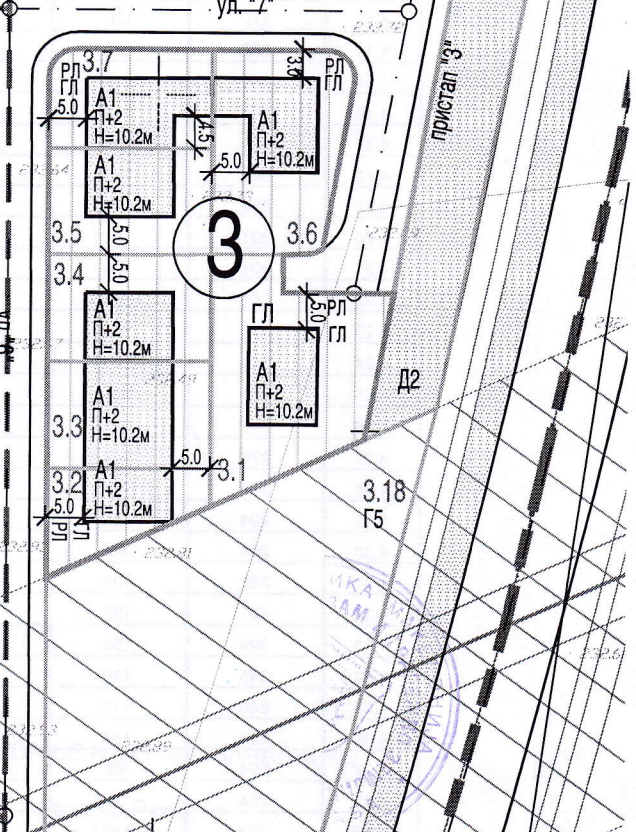 ул. "7"
233.72
РЛ
ГЛ
3.7
3.0
РЛ
ГЛ
5.0
А1
П+2
Н=10.2м
4.5
А1
П+2
Н=10.2м
пристап "3"
5.0
А1
П+2
Н=10.2м
3.5
5.0
3
3.6
3.4
5.0
ГЛ
5.0
РЛ
ГЛ
А1
П+2
Н=10.2м
А1
П+2
Н=10.2м
Д2
А1
П+2
Н=10.2м
3.3
5.0
3.1
3.2
А1
П+2
Н=10.2м
5.0
РЛ
ГЛ
3.18
Г5
232.91
232.89